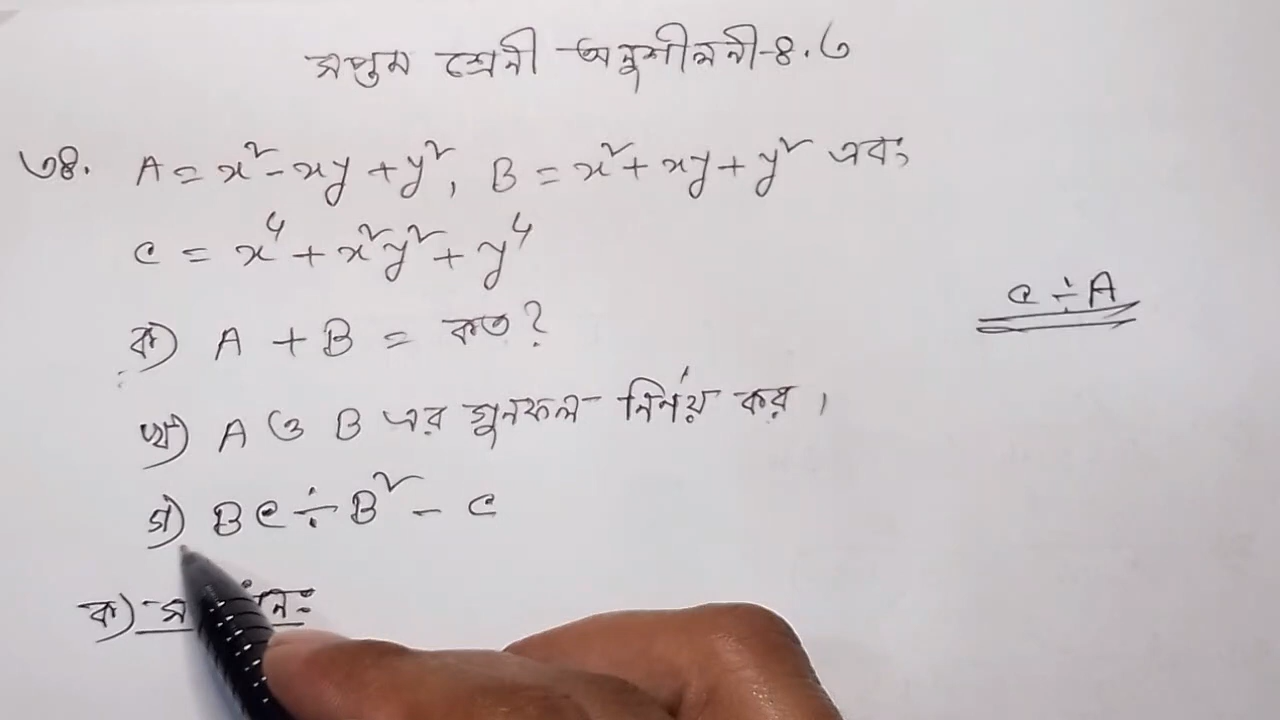 সপ্তম শ্রেনী অনুশীলনী-৪.৩
৩৪. A = x² - xy + y², B = x² + xy + y² এবং
C = x⁴ + x²y² + y⁴
C ÷ A
ক) A + B = কত?
খ) A ও B এর গুনফল নির্ণয় কর।
গ) BC ÷ B² - C
ক)